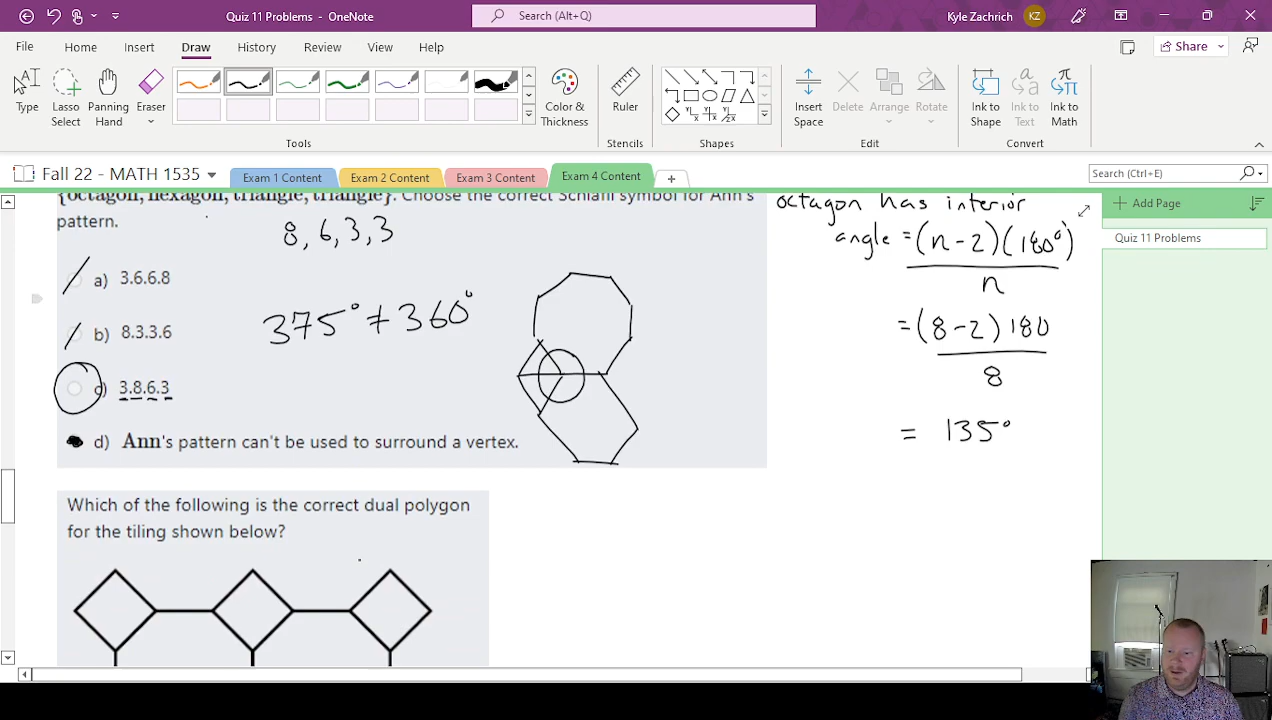 Quiz 11 Problems - OneNote
Search (Alt+Q)
Kyle Zachrich
KZ
File
Home
Insert
Draw
History
Review
View
Help
Share
Type
Lasso Select
Panning Hand
Eraser
Color & Thickness
Ruler
Insert Space
Delete
Arrange
Rotate
Ink to Shape
Ink to Text
Ink to Math
Tools
Stencils
Shapes
Edit
Convert
Fall 22 - MATH 1535
Exam 1 Content
Exam 2 Content
Exam 3 Content
Exam 4 Content
Search (Ctrl+E)
Add Page
Quiz 11 Problems
{octagon, hexagon, triangle, triangle}. Choose the correct Schläfli symbol for Ann's
pattern.
8, 6, 3, 3
a) 3.6.6.8
b) 8.3.3.6
c) 3.8.6.3
d) Ann's pattern can't be used to surround a vertex.
375° ≠ 360°
octagon has interior
angle = (n-2)(180°)
n
= (8-2) 180
8
= 135°
Which of the following is the correct dual polygon
for the tiling shown below?